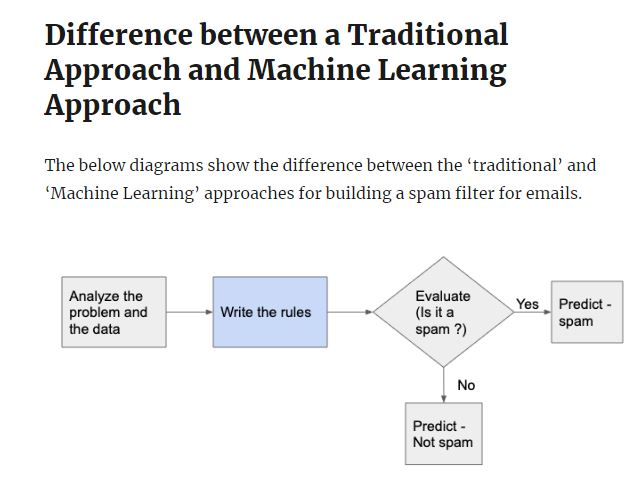 Difference between a Traditional
Approach and Machine Learning
Approach
The below diagrams show the difference between the ‘traditional’ and
‘Machine Learning’ approaches for building a spam filter for emails.
Analyze the
problem and
the data
Write the rules
Evaluate
(Is it a
spam ?)
Yes
Predict -
spam
No
Predict -
Not spam